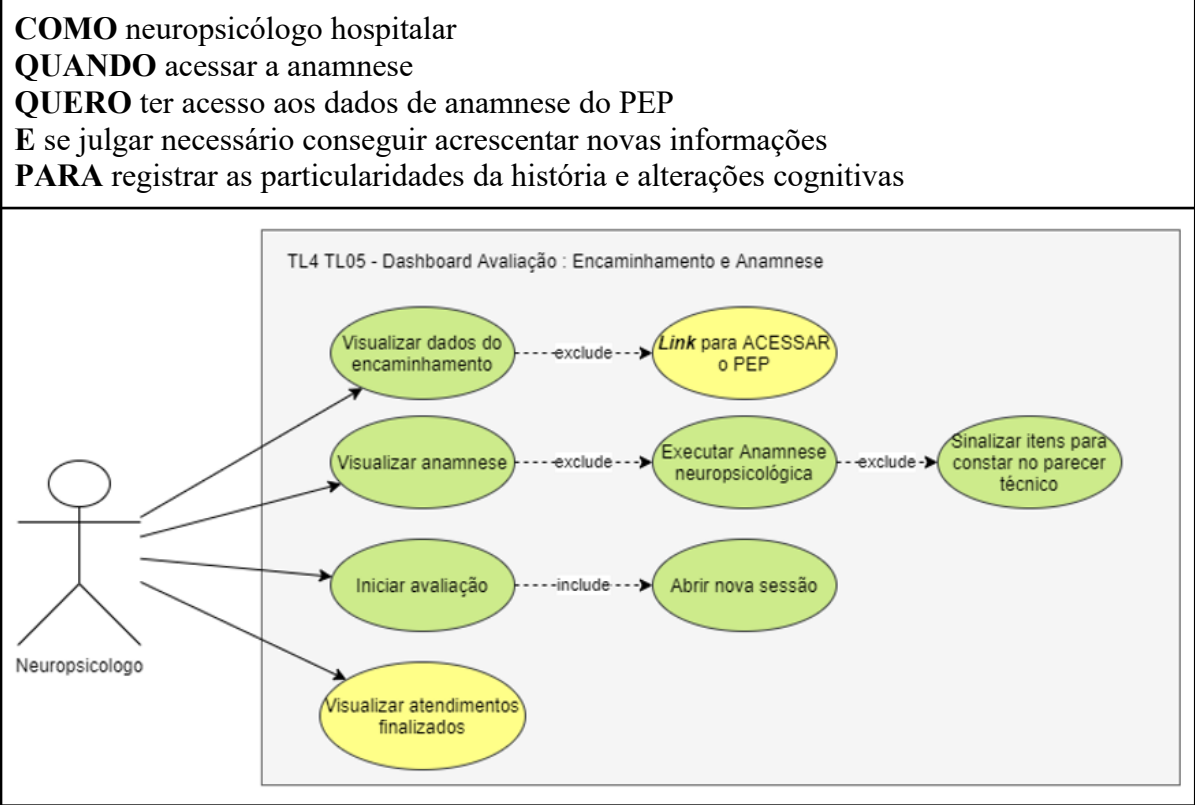 COMO neuropsicólogo hospitalar
QUANDO acessar a anamnese
QUERO ter acesso aos dados de anamnese do PEP
E se julgar necessário conseguir acrescentar novas informações
PARA registrar as particularidades da história e alterações cognitivas
TL4 TL05 - Dashboard Avaliação : Encaminhamento e Anamnese
Visualizar dados do
encaminhamento
exclude
Link para ACESSAR
o PEP
Visualizar anamnese
exclude
Executar Anamnese
neuropsicológica
exclude
Sinalizar itens para
constar no parecer
técnico
Iniciar avaliação
include
Abrir nova sessão
Neuropsicologo
Visualizar atendimentos
finalizados